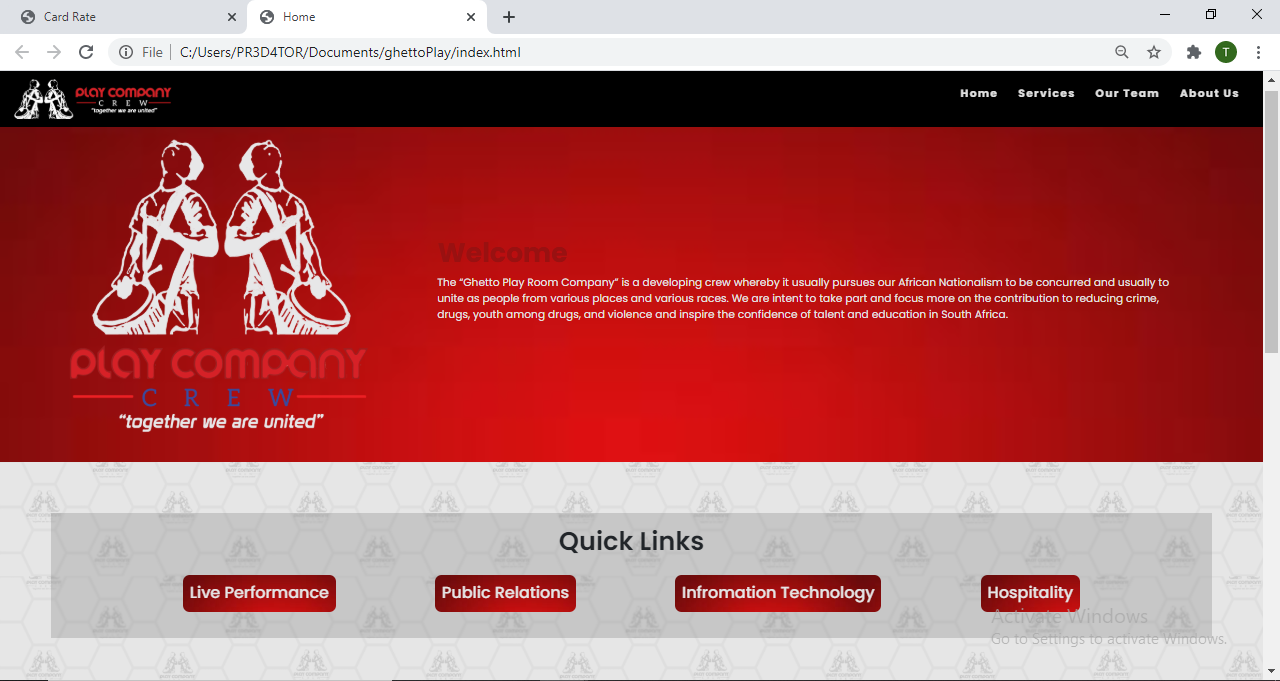 Card Rate
Home
File
C:/Users/PR3D4TOR/Documents/ghettoPlay/index.html
T
PLAY COMPANY
CREW
"together we are united"
Home Services Our Team About Us
PLAY COMPANY
CREW
“together we are united”
Welcome
The “Ghetto Play Room Company” is a developing crew whereby it usually pursues our African Nationalism to be concurred and usually to
unite as people from various places and various races. We are intent to take part and focus more on the contribution to reducing crime,
drugs, youth among drugs, and violence and inspire the confidence of talent and education in South Africa.
Quick Links
Live Performance Public Relations Infromation Technology Hospitality
Activate Windows
Go to Settings to activate Windows.